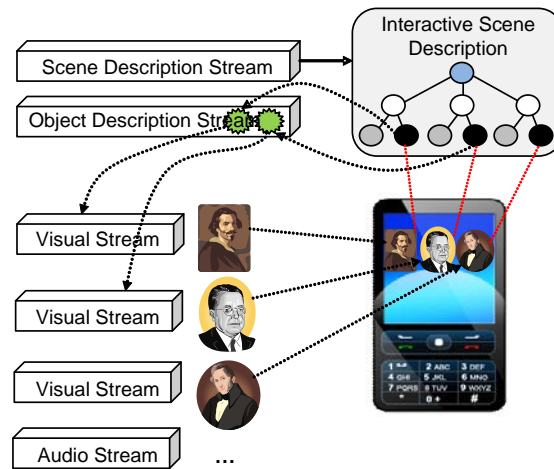 Interactive Scene
Description
Scene Description Stream
Object Description Stream
Visual Stream
Visual Stream
Visual Stream
Audio Stream
...
1 2 ABC 3 DEF
4 GHI 5 JKL 6 MNO
7 PQRS 8 TUV 9 WXYZ
* 0 + #